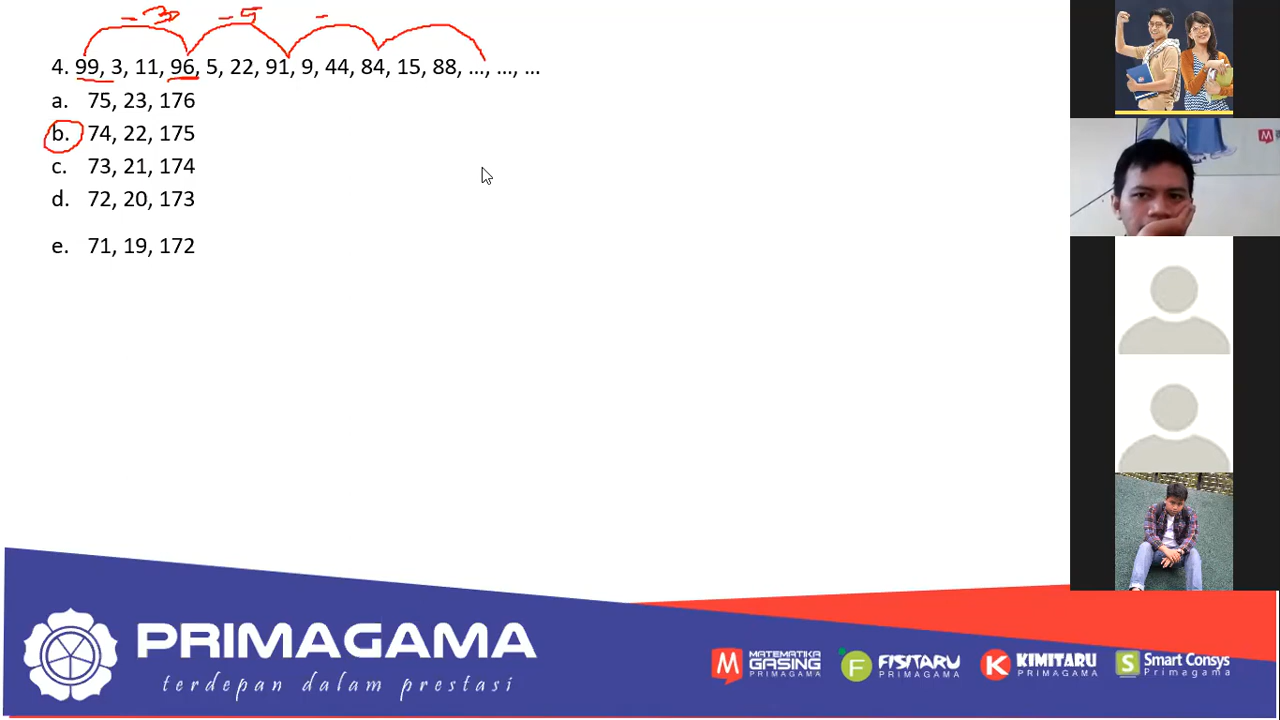 - 3 - 5 -
4. 99, 3, 11, 96, 5, 22, 91, 9, 44, 84, 15, 88, ..., ..., ...
a. 75, 23, 176
b. 74, 22, 175
c. 73, 21, 174
d. 72, 20, 173
e. 71, 19, 172
PRIMAGAMA
terdepan dalam prestasi
M MATEMATIKA GASING PRIMAGAMA
F FISITARU PRIMAGAMA
K KIMITARU PRIMAGAMA
S Smart Consys Primagama